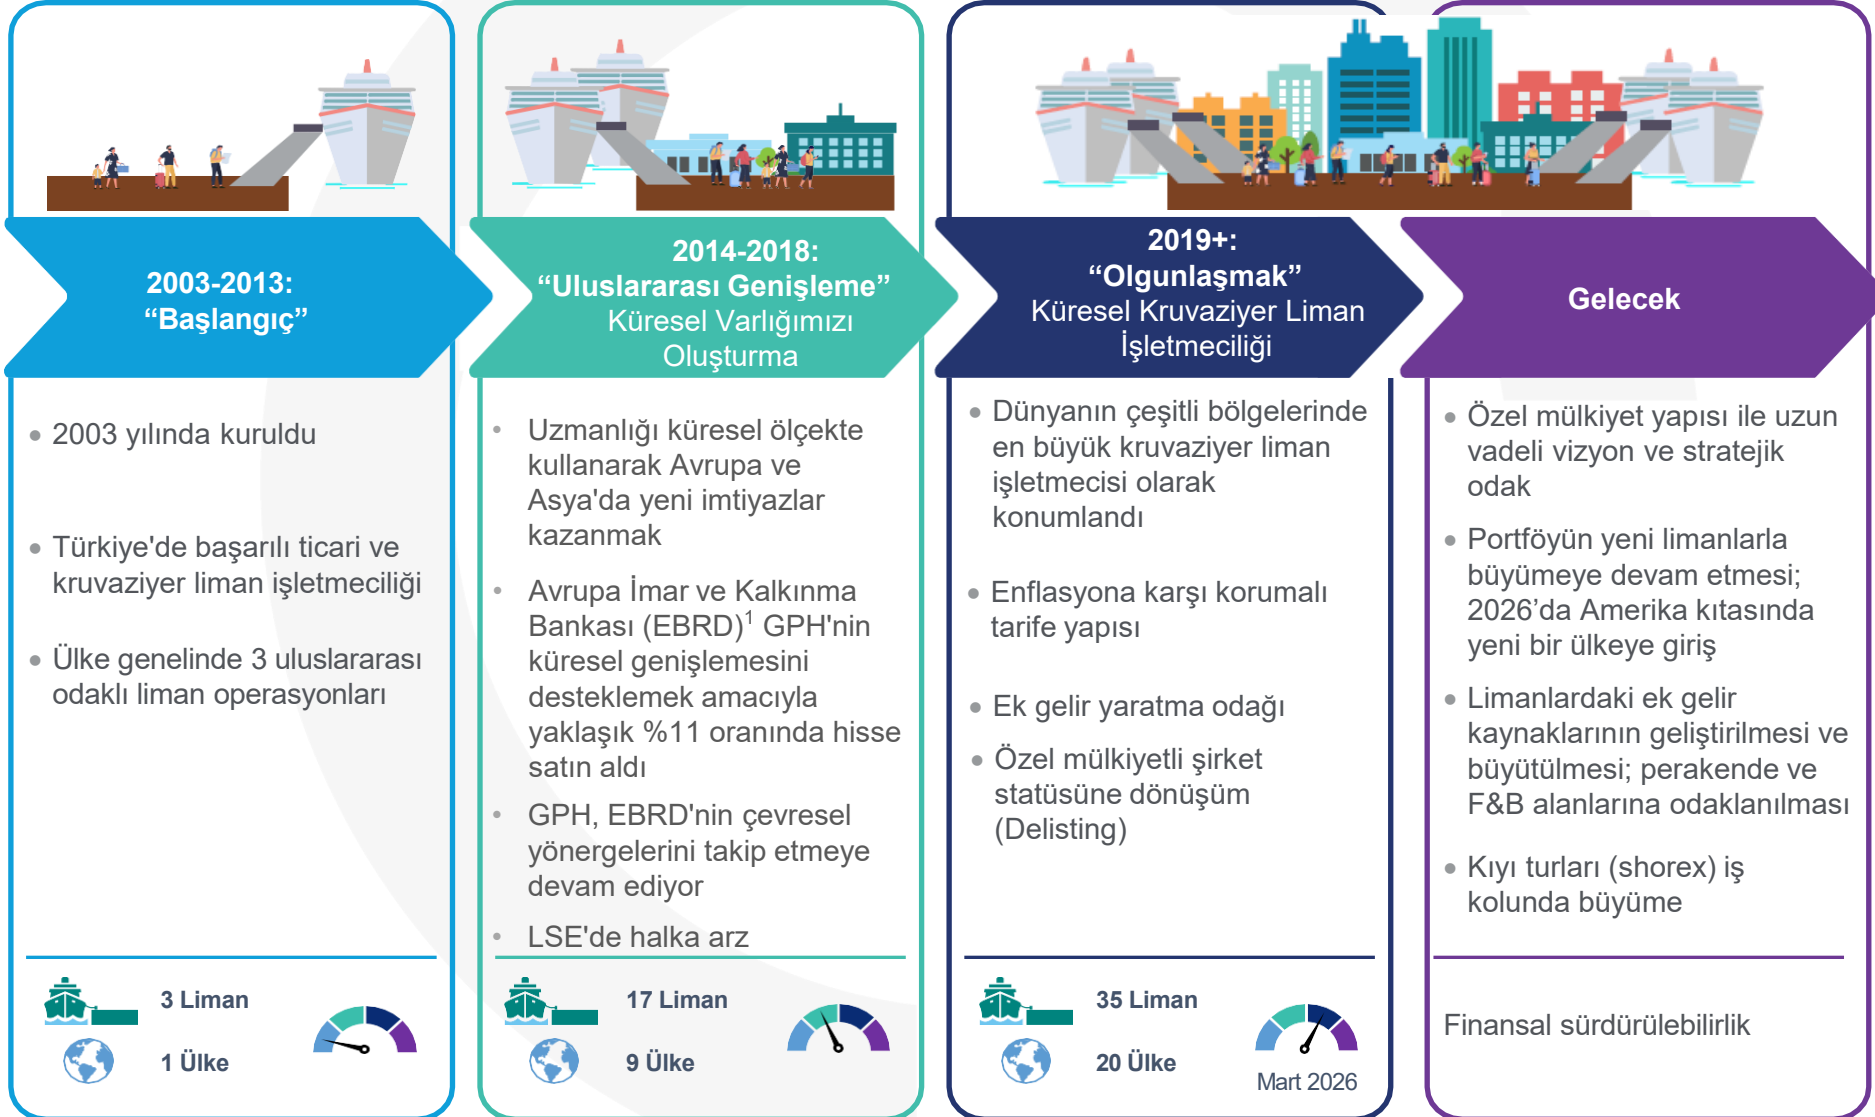 2003-2013:
“Başlangıç”
• 2003 yılında kuruldu
• Türkiye'de başarılı ticari ve
kruvaziyer liman işletmeciliği
• Ülke genelinde 3 uluslararası
odaklı liman operasyonları
3 Liman
1 Ülke
2014-2018:
“Uluslararası Genişleme”
Küresel Varlığımızı
Oluşturma
• Uzmanlığı küresel ölçekte
kullanarak Avrupa ve
Asya'da yeni imtiyazlar
kazanmak
• Avrupa İmar ve Kalkınma
Bankası (EBRD)¹ GPH'nin
küresel genişlemesini
desteklemek amacıyla
yaklaşık %11 oranında hisse
satın aldı
• GPH, EBRD'nin çevresel
yönergelerini takip etmeye
devam ediyor
• LSE'de halka arz
17 Liman
9 Ülke
2019+:
“Olgunlaşmak”
Küresel Kruvaziyer Liman
İşletmeciliği
• Dünyanın çeşitli bölgelerinde
en büyük kruvaziyer liman
işletmecisi olarak
konumlandı
• Enflasyona karşı korumalı
tarife yapısı
• Ek gelir yaratma odağı
• Özel mülkiyetli şirket
statüsüne dönüşüm
(Delisting)
35 Liman
20 Ülke
Mart 2026
Gelecek
• Özel mülkiyet yapısı ile uzun
vadeli vizyon ve stratejik
odak
• Portföyün yeni limanlarla
büyümeye devam etmesi;
2026’da Amerika kıtasında
yeni bir ülkeye giriş
• Limanlardaki ek gelir
kaynaklarının geliştirilmesi ve
büyütülmesi; perakende ve
F&B alanlarına odaklanılması
• Kıyı turları (shorex) iş
kolunda büyüme
Finansal sürdürülebilirlik